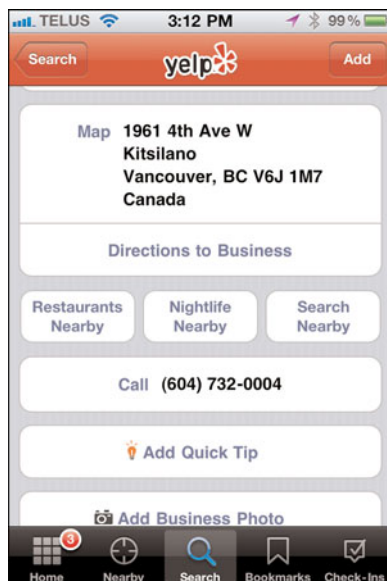 TELUS 3:12 PM 99%
Search yelp Add
Map 1961 4th Ave W
Kitsilano
Vancouver, BC V6J 1M7
Canada
Directions to Business
Restaurants Nearby
Nightlife Nearby
Search Nearby
Call (604) 732-0004
Add Quick Tip
Add Business Photo
3
Home Nearby Search Bookmarks Check-Ins